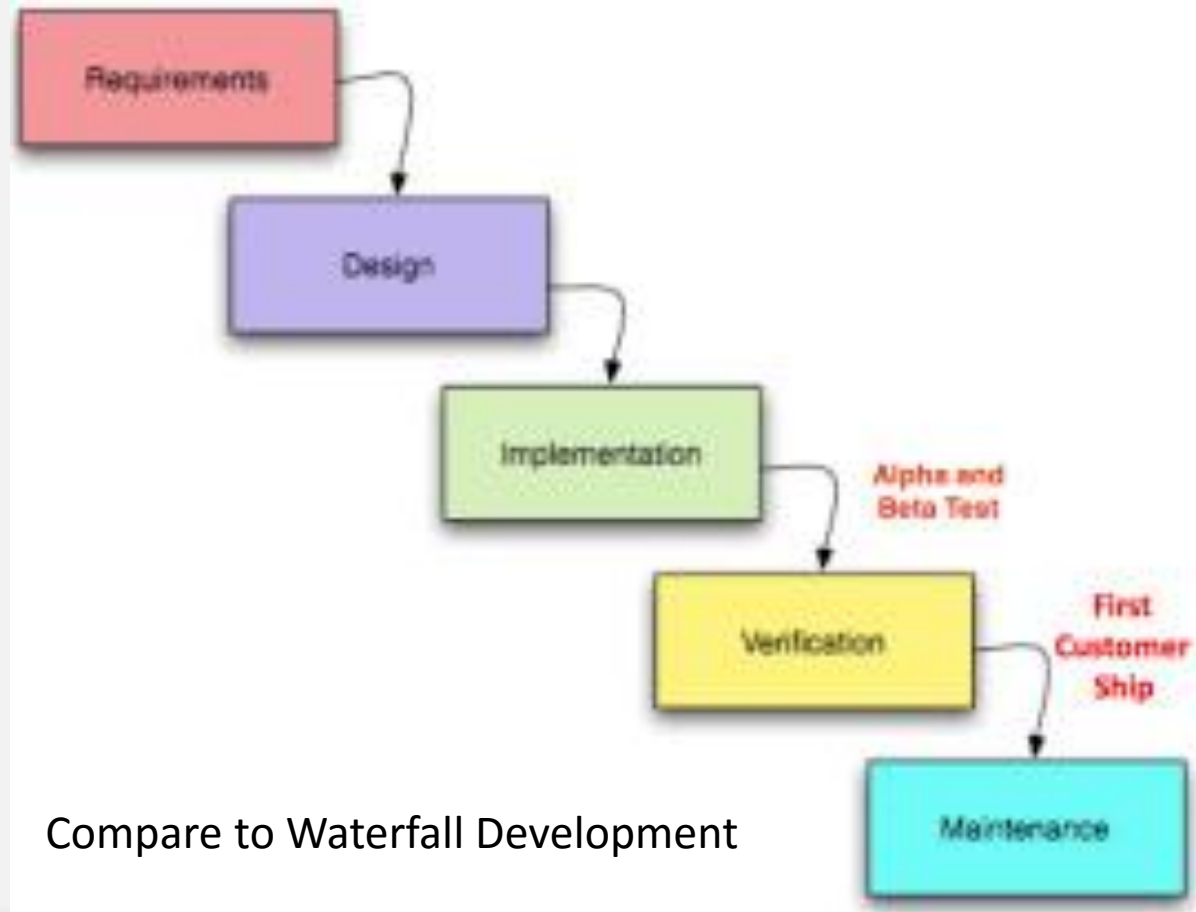 Requirements
Design
Implementation
Alpha and
Beta Test
Verification
First
Customer
Ship
Maintenance
Compare to Waterfall Development